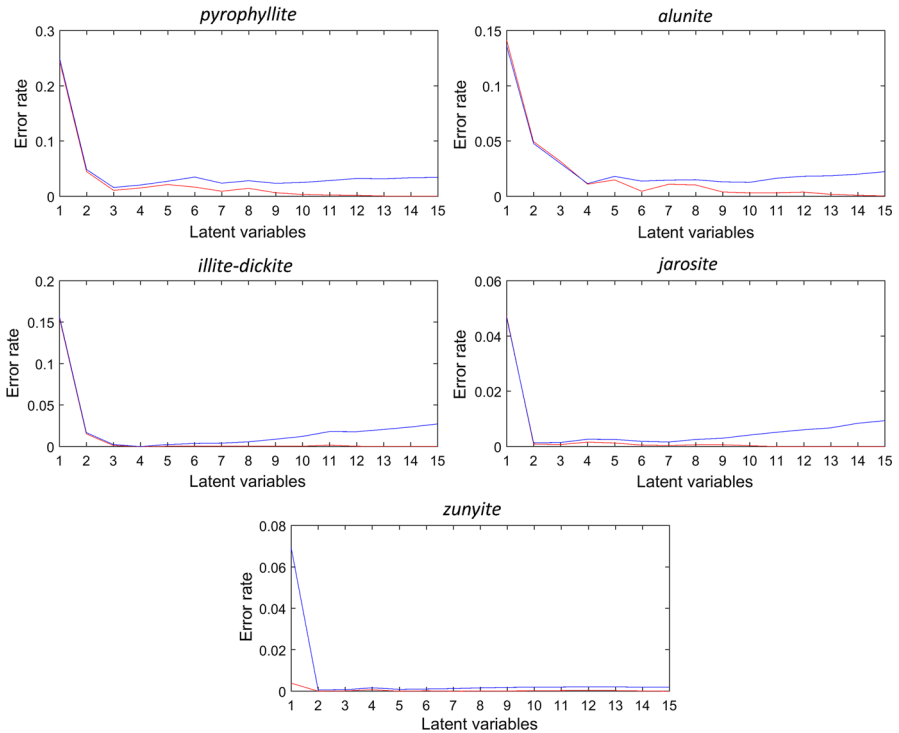 pyrophyllite
0.3
0.2
0.1
0
Error rate
1 2 3 4 5 6 7 8 9 10 11 12 13 14 15
Latent variables
alunite
0.15
0.1
0.05
0
Error rate
1 2 3 4 5 6 7 8 9 10 11 12 13 14 15
Latent variables
illite-dickite
0.2
0.15
0.1
0.05
0
Error rate
1 2 3 4 5 6 7 8 9 10 11 12 13 14 15
Latent variables
jarosite
0.06
0.04
0.02
0
Error rate
1 2 3 4 5 6 7 8 9 10 11 12 13 14 15
Latent variables
zunyite
0.08
0.06
0.04
0.02
0
Error rate
1 2 3 4 5 6 7 8 9 10 11 12 13 14 15
Latent variables